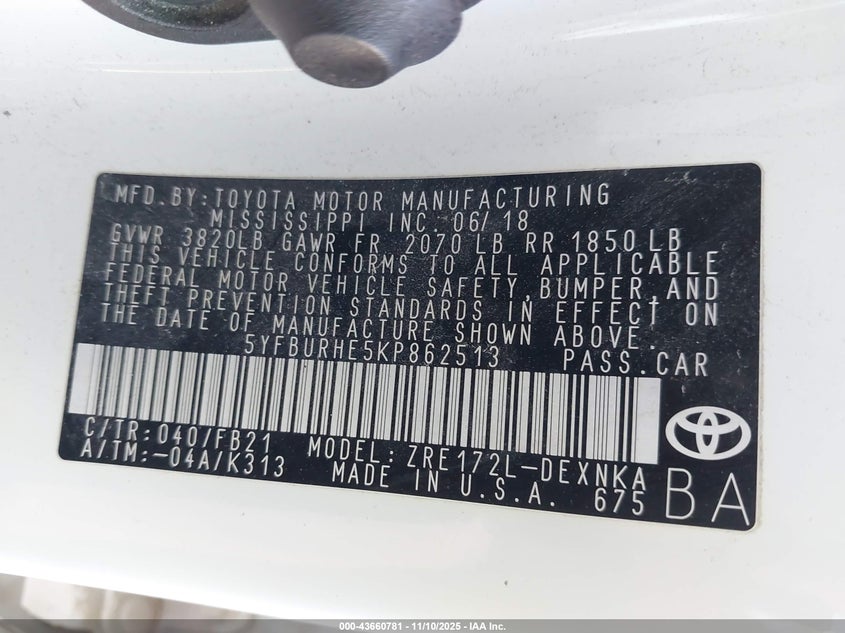 MFD. BY: TOYOTA MOTOR MANUFACTURING
MISSISSIPPI INC. 06/18
GVWR 3820LB GAWR FR 2070 LB RR 1850 LB
THIS VEHICLE CONFORMS TO ALL APPLICABLE
FEDERAL MOTOR VEHICLE SAFETY, BUMPER, AND
THEFT PREVENTION STANDARDS IN EFFECT ON
THE DATE OF MANUFACTURE SHOWN ABOVE.
5YFBURHE5KP862513 PASS. CAR
C/TR: 040/FB21 MODEL: ZRE172L-DEXNKA
A/TM: -04A/K313 MADE IN U.S.A. 675 BA
000-43660781 - 11/10/2025 - IAA Inc.